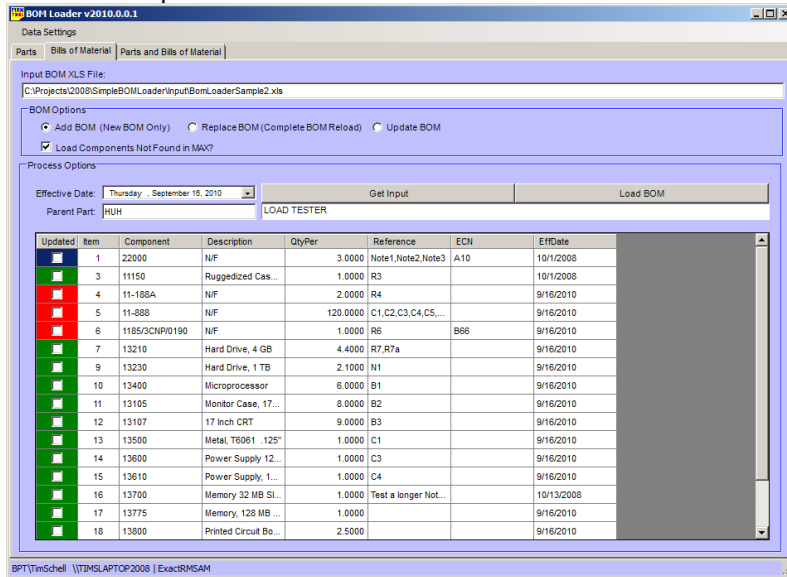 BOM Loader v2010.0.0.1
Data Settings
Parts Bills of Material Parts and Bills of Material
Input BOM XLS File:
C:\Projects\2008\SimpleBOMLoader\Input\BomLoaderSample2.xls
BOM Options
Add BOM (New BOM Only) Replace BOM (Complete BOM Reload) Update BOM
Load Components Not Found in MAX?
Process Options
Effective Date: Thursday , September 16, 2010 Get Input Load BOM
Parent Part: HUH LOAD TESTER
Updated Item Component Description QtyPer Reference ECN EffDate
1 22000 N/F 3.0000 Note1,Note2,Note3 A10 10/1/2008
3 11150 Ruggedized Cas... 1.0000 R3 10/1/2008
4 11-188A N/F 2.0000 R4 9/16/2010
5 11-888 N/F 120.0000 C1,C2,C3,C4,C5,... 9/16/2010
6 1185/3CNP/0190 N/F 1.0000 R6 B66 9/16/2010
7 13210 Hard Drive, 4 GB 4.4000 R7,R7a 9/16/2010
9 13230 Hard Drive, 1 TB 2.1000 N1 9/16/2010
10 13400 Microprocessor 6.0000 B1 9/16/2010
11 13105 Monitor Case, 17... 8.0000 B2 9/16/2010
12 13107 17 Inch CRT 9.0000 B3 9/16/2010
13 13500 Metal, T6061 .125" 1.0000 C1 9/16/2010
14 13600 Power Supply 12... 1.0000 C3 9/16/2010
15 13610 Power Supply, 1... 1.0000 C4 9/16/2010
16 13700 Memory 32 MB SI... 1.0000 Test a longer Not... 10/13/2008
17 13775 Memory, 128 MB ... 1.0000 9/16/2010
18 13800 Printed Circuit Bo... 2.5000 9/16/2010
BPT\TimSchell \\TIMSLAPTOP2008 | ExactRMSAM